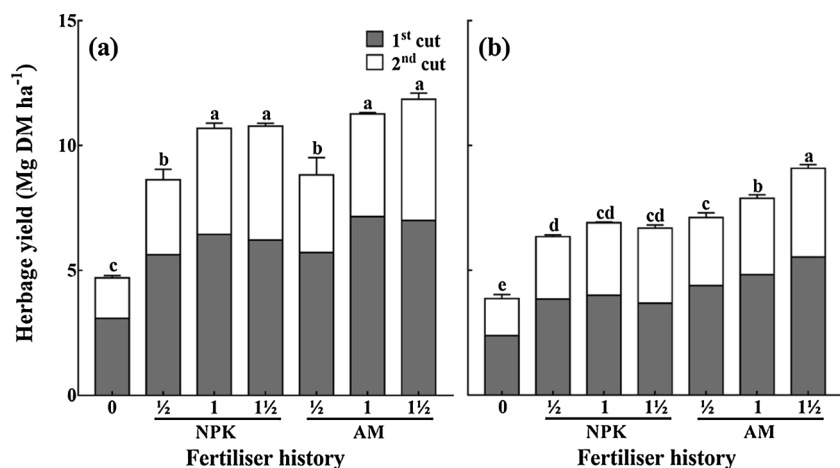 15
(a)
1st cut
2nd cut
(b)
Herbage yield (Mg DM ha-1)
10
5
0
c
b
a
a
b
a
a
e
d
cd
cd
c
b
a
0 ½ 1 1½ ½ 1 1½
NPK AM
Fertiliser history
0 ½ 1 1½ ½ 1 1½
NPK AM
Fertiliser history